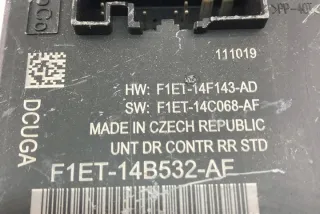 111019
HW: F1ET-14F143-AD
SW: F1ET-14C068-AF
MADE IN CZECH REPUBLIC
UNT DR CONTR RR STD
DCUGA
F1ET-14B532-AF